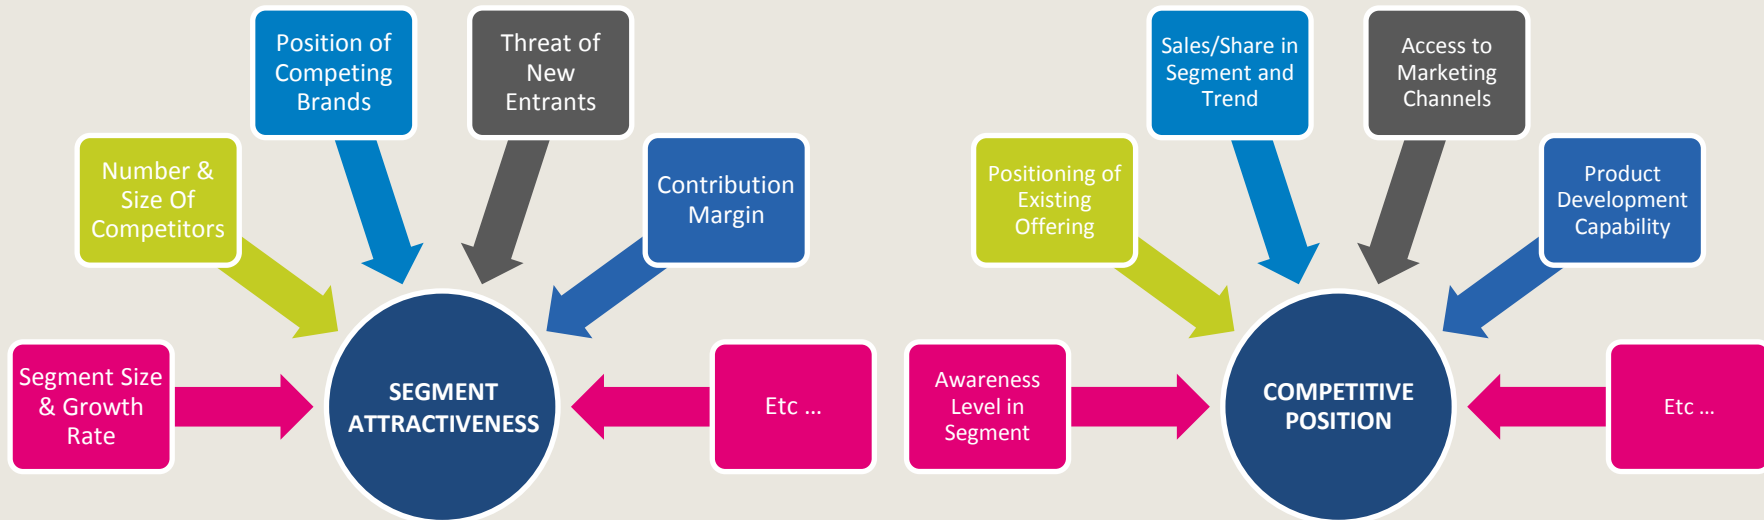 Position of
Competing
Brands
Threat of
New
Entrants
Number &
Size Of
Competitors
Contribution
Margin
Segment Size
& Growth
Rate
SEGMENT
ATTRACTIVENESS
Etc ...
Sales/Share in
Segment and
Trend
Access to
Marketing
Channels
Positioning of
Existing
Offering
Product
Development
Capability
Awareness
Level in
Segment
COMPETITIVE
POSITION
Etc ...